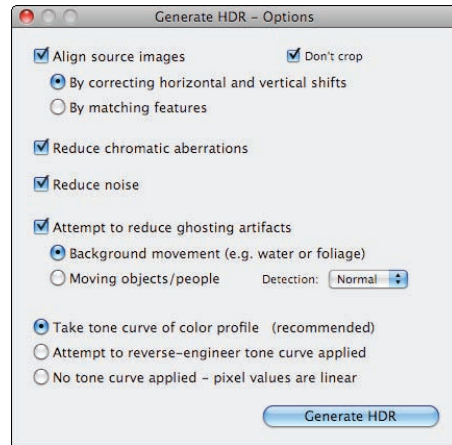 Generate HDR – Options
Align source images Don't crop
By correcting horizontal and vertical shifts
By matching features
Reduce chromatic aberrations
Reduce noise
Attempt to reduce ghosting artifacts
Background movement (e.g. water or foliage)
Moving objects/people Detection: Normal
Take tone curve of color profile (recommended)
Attempt to reverse-engineer tone curve applied
No tone curve applied – pixel values are linear
Generate HDR